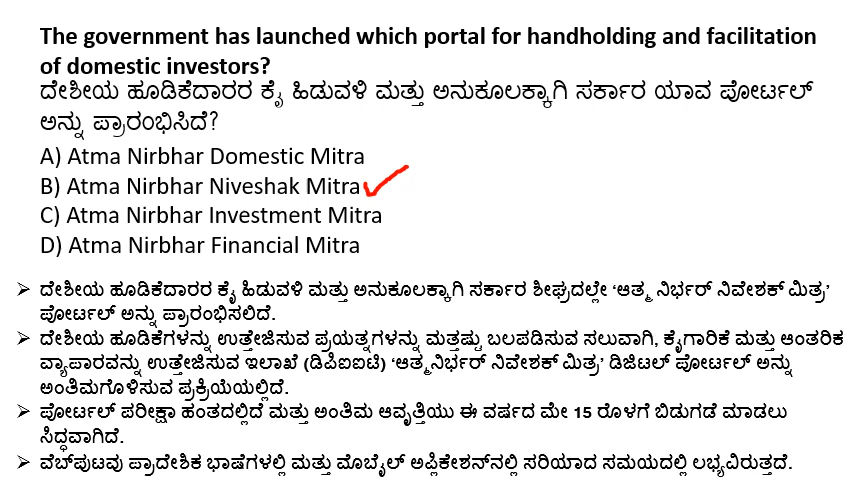 The government has launched which portal for handholding and facilitation
of domestic investors?
ದೇಶೀಯ ಹೂಡಿಕೆದಾರರ ಕೈ ಹಿಡುವಳಿ ಮತ್ತು ಅನುಕೂಲಕ್ಕಾಗಿ ಸರ್ಕಾರ ಯಾವ ಪೋರ್ಟಲ್
ಅನ್ನು ಪ್ರಾರಂಭಿಸಿದೆ?
A) Atma Nirbhar Domestic Mitra
B) Atma Nirbhar Niveshak Mitra
C) Atma Nirbhar Investment Mitra
D) Atma Nirbhar Financial Mitra
➢ ದೇಶೀಯ ಹೂಡಿಕೆದಾರರ ಕೈ ಹಿಡುವಳಿ ಮತ್ತು ಅನುಕೂಲಕ್ಕಾಗಿ ಸರ್ಕಾರ ಶೀಘ್ರದಲ್ಲೇ ‘ಆತ್ಮ ನಿರ್ಭರ್ ನಿವೇಶಕ್ ಮಿತ್ರ’
ಪೋರ್ಟಲ್ ಅನ್ನು ಪ್ರಾರಂಭಿಸಲಿದೆ.
➢ ದೇಶೀಯ ಹೂಡಿಕೆಗಳನ್ನು ಉತ್ತೇಜಿಸುವ ಪ್ರಯತ್ನಗಳನ್ನು ಮತ್ತಷ್ಟು ಬಲಪಡಿಸುವ ಸಲುವಾಗಿ, ಕೈಗಾರಿಕೆ ಮತ್ತು ಆಂತರಿಕ
ವ್ಯಾಪಾರವನ್ನು ಉತ್ತೇಜಿಸುವ ಇಲಾಖೆ (ಡಿಪಿಐಐಟಿ) ‘ಆತ್ಮನಿರ್ಭರ್ ನಿವೇಶಕ್ ಮಿತ್ರ’ ಡಿಜಿಟಲ್ ಪೋರ್ಟಲ್ ಅನ್ನು
ಅಂತಿಮಗೊಳಿಸುವ ಪ್ರಕ್ರಿಯೆಯಲ್ಲಿದೆ.
➢ ಪೋರ್ಟಲ್ ಪರೀಕ್ಷಾ ಹಂತದಲ್ಲಿದೆ ಮತ್ತು ಅಂತಿಮ ಆವೃತ್ತಿಯು ಈ ವರ್ಷದ ಮೇ 15 ರೊಳಗೆ ಬಿಡುಗಡೆ ಮಾಡಲು
ಸಿದ್ಧವಾಗಿದೆ.
➢ ವೆಬ್‌ಪುಟವು ಪ್ರಾದೇಶಿಕ ಭಾಷೆಗಳಲ್ಲಿ ಮತ್ತು ಮೊಬೈಲ್ ಅಪ್ಲಿಕೇಶನ್‌ನಲ್ಲಿ ಸರಿಯಾದ ಸಮಯದಲ್ಲಿ ಲಭ್ಯವಿರುತ್ತದೆ.